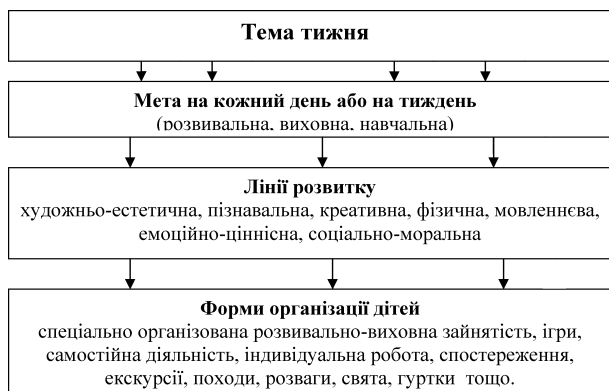 Тема тижня
Мета на кожний день або на тиждень
(розвивальна, виховна, навчальна)
Лінії розвитку
художньо-естетична, пізнавальна, креативна, фізична, мовленнєва,
емоційно-ціннісна, соціально-моральна
Форми організації дітей
спеціально організована розвивально-виховна зайнятість, ігри,
самостійна діяльність, індивідуальна робота, спостереження,
екскурсії, походи, розваги, свята, гуртки тощо.